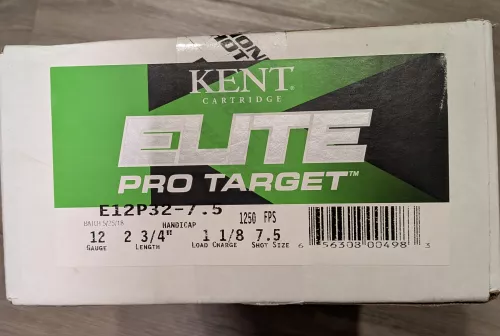 KENT®
CARTRIDGE
ELITE
PRO TARGET™
E12P32-7.5
1250 FPS
HANDICAP
12 2 3/4" 1 1/8 7.5
GAUGE LENGTH LOAD CHARGE SHOT SIZE
6 56308 00498 3